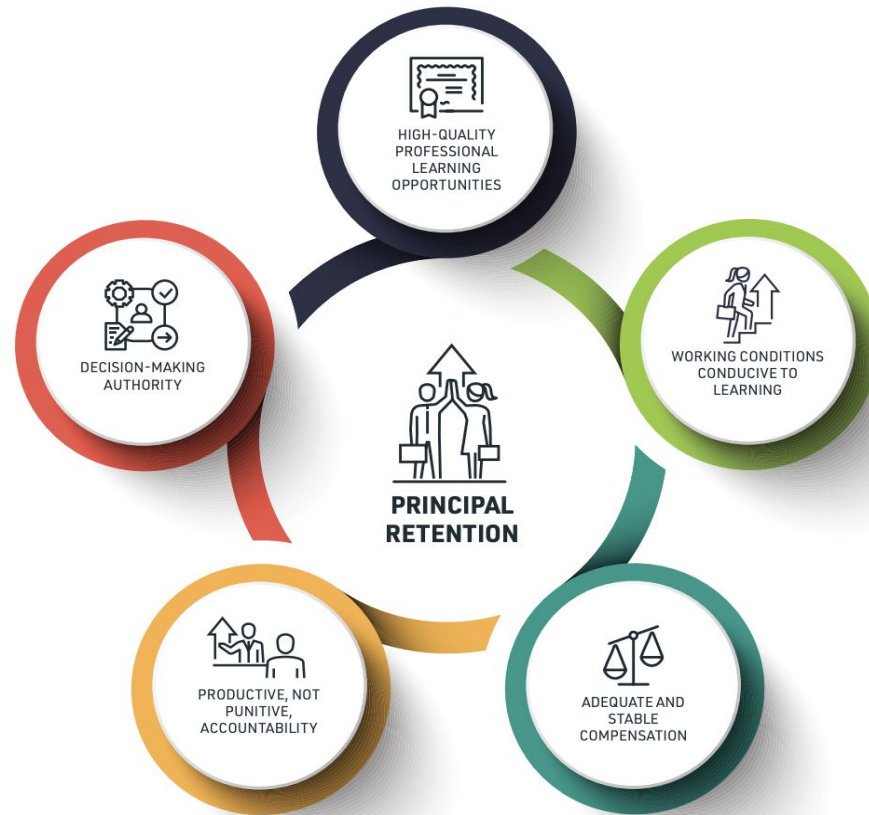 HIGH-QUALITY
PROFESSIONAL
LEARNING
OPPORTUNITIES
WORKING CONDITIONS
CONDUCIVE TO
LEARNING
ADEQUATE AND
STABLE
COMPENSATION
PRODUCTIVE, NOT
PUNITIVE,
ACCOUNTABILITY
DECISION-MAKING
AUTHORITY
PRINCIPAL
RETENTION